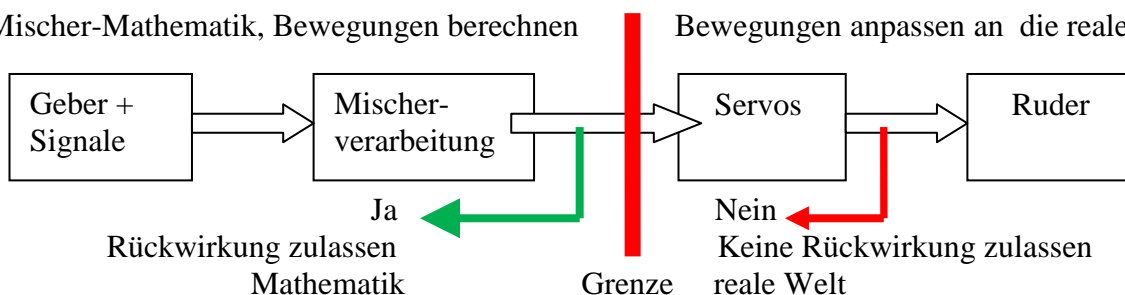 Mischer-Mathematik, Bewegungen berechnen Bewegungen anpassen an die reale
Geber +
Signale
Mischer-
verarbeitung
Servos
Ruder
Ja
Rückwirkung zulassen
Mathematik
Grenze
Nein
Keine Rückwirkung zulassen
reale Welt